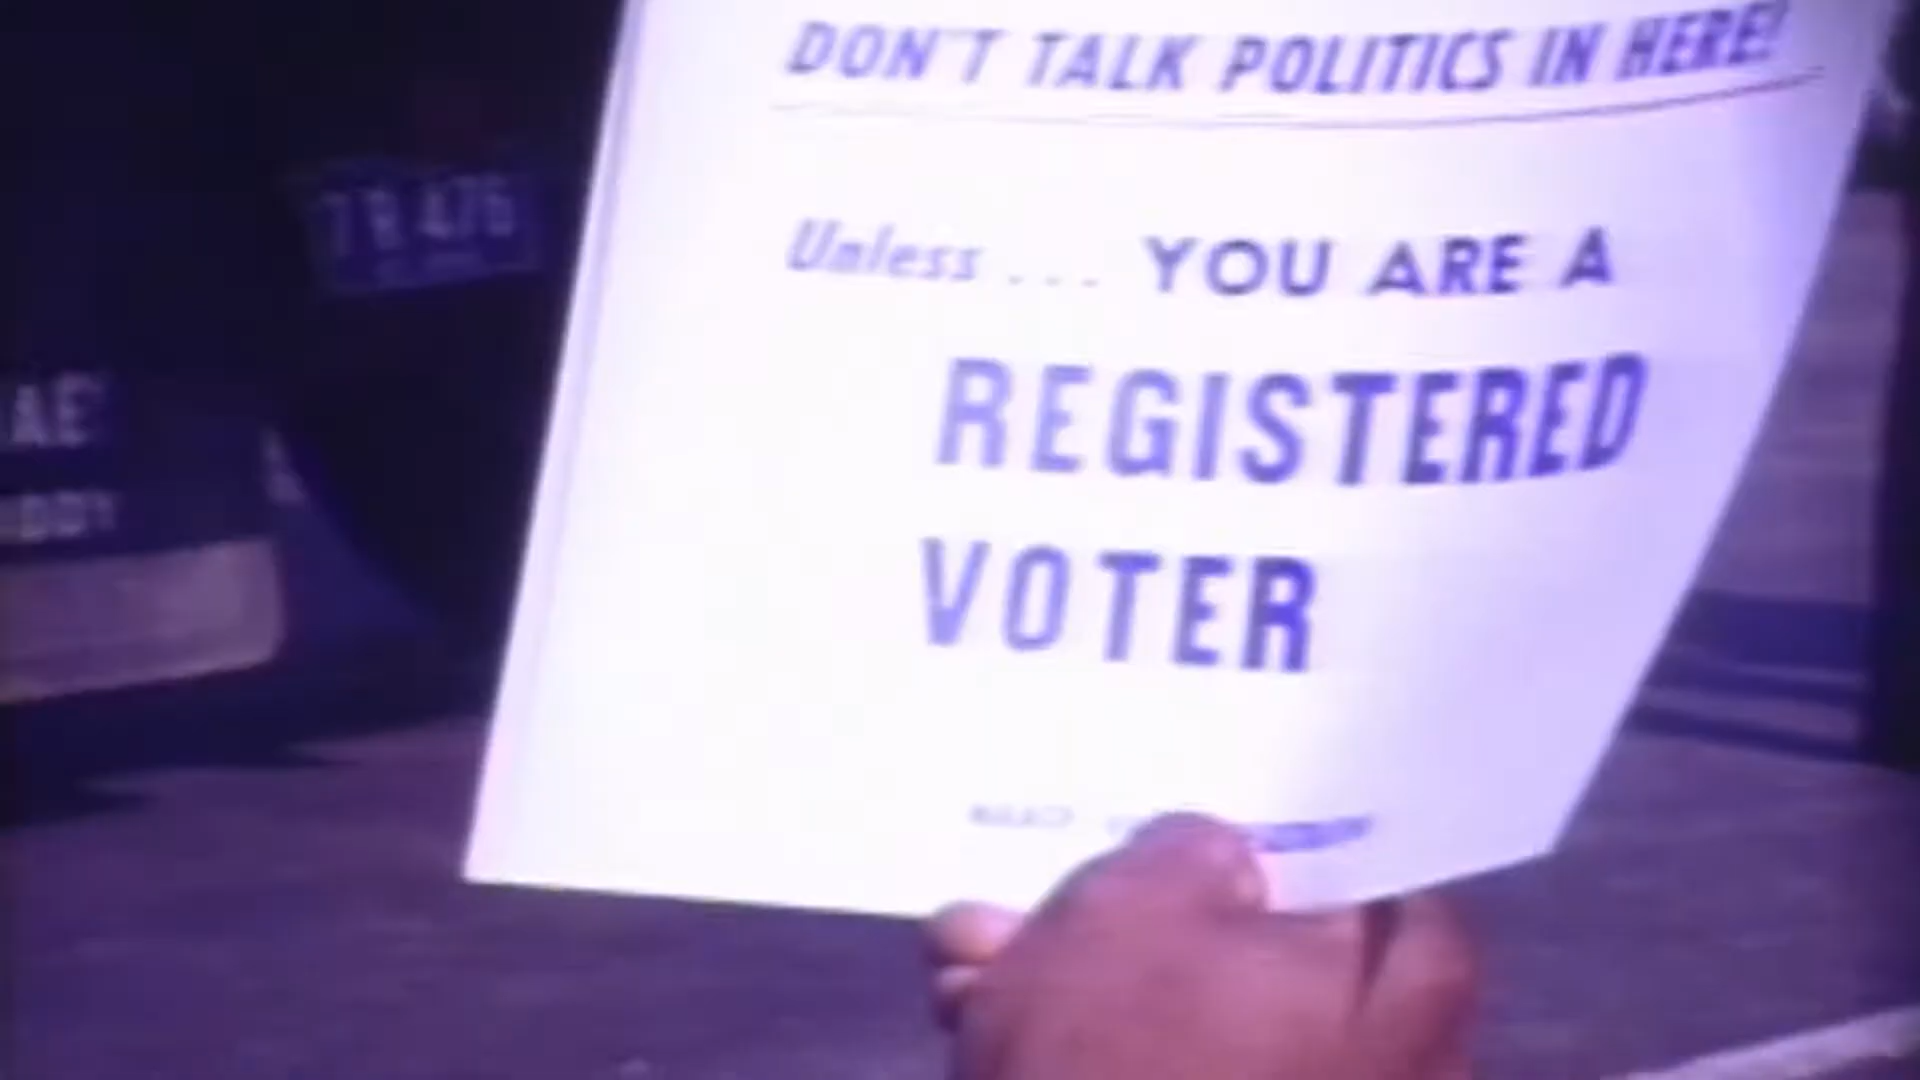 DON'T TALK POLITICS IN HERE!
Unless ... YOU ARE A
REGISTERED
VOTER